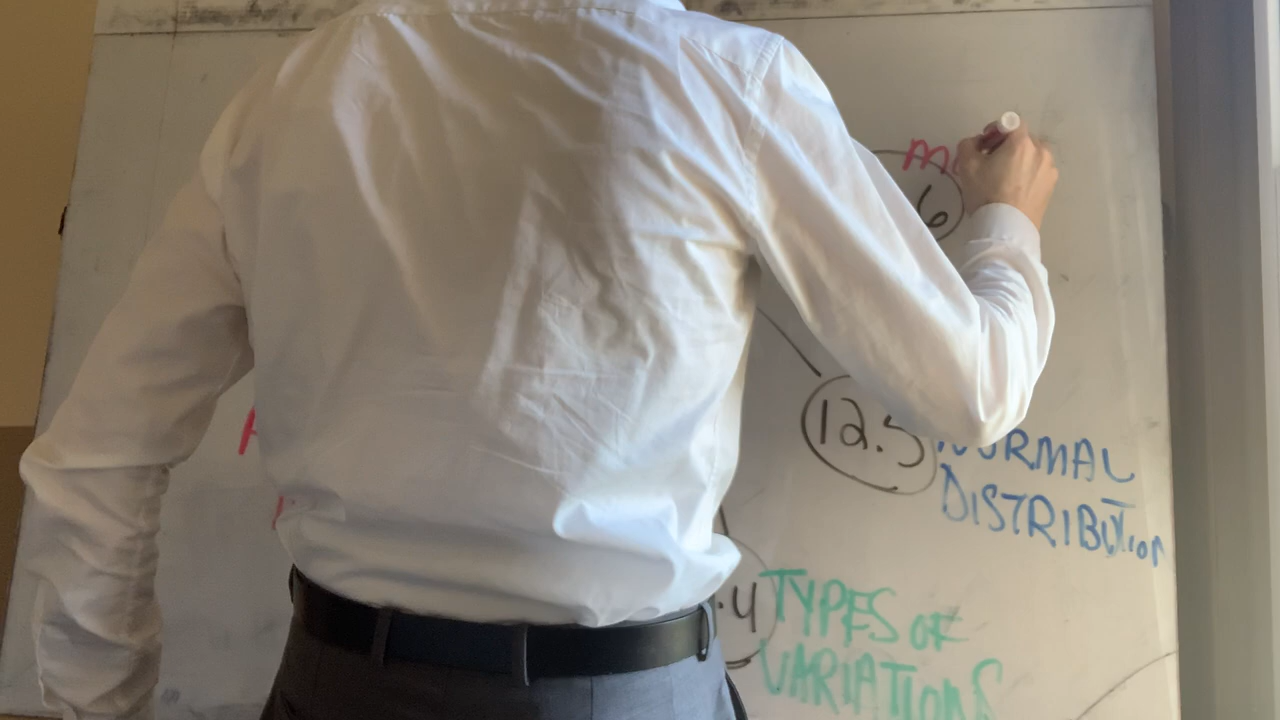 6
12.5 NORMAL
DISTRIBUTION
.4 TYPES OF
VARIATIONS